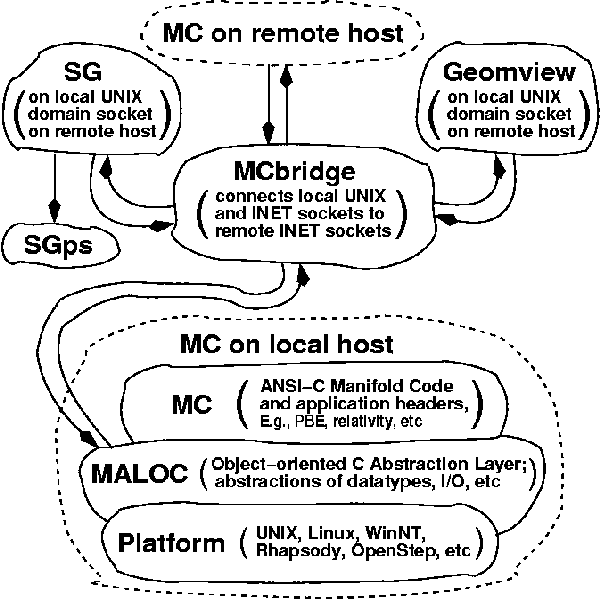 MC on remote host
SG
on local UNIX
domain socket
on remote host
Geomview
on local UNIX
domain socket
on remote host
MCbridge
connects local UNIX
and INET sockets to
remote INET sockets
SGps
MC on local host
MC
ANSI-C Manifold Code
and application headers,
E.g., PBE, relativity, etc
MALOC
Object-oriented C Abstraction Layer;
abstractions of datatypes, I/O, etc
Platform
UNIX, Linux, WinNT,
Rhapsody, OpenStep, etc